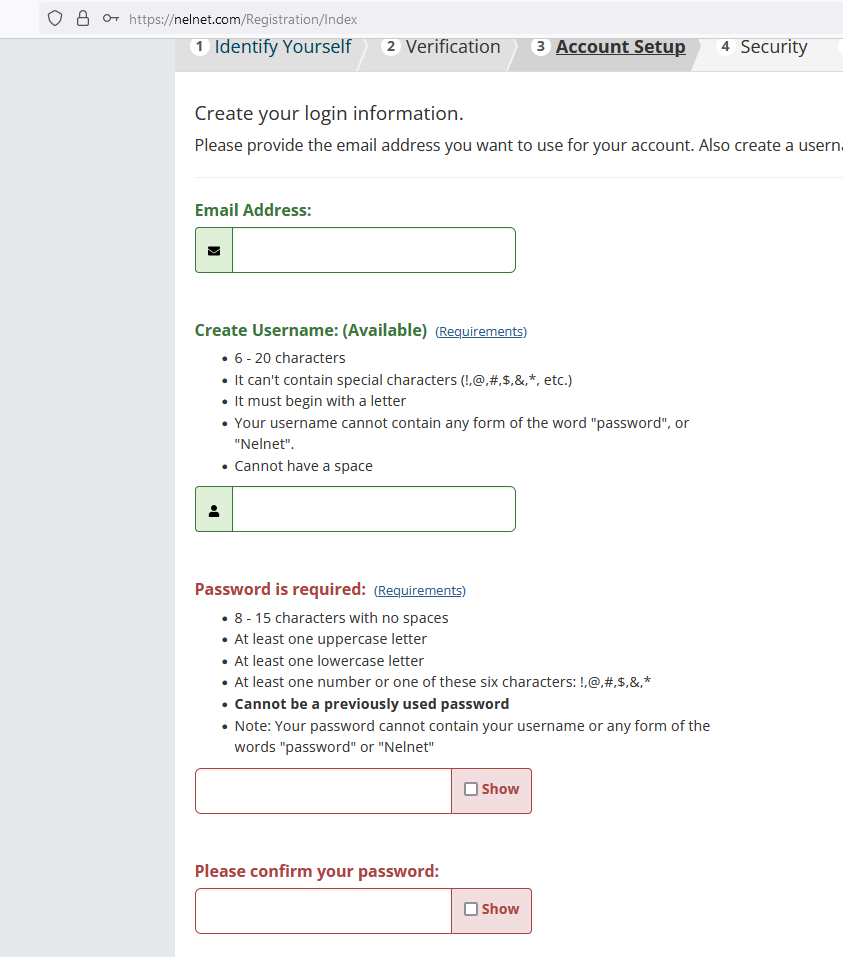 https://nelnet.com/Registration/Index
1 Identify Yourself 2 Verification 3 Account Setup 4 Security
Create your login information.
Please provide the email address you want to use for your account. Also create a
Email Address:
Create Username: (Available) (Requirements)
• 6 - 20 characters
• It can't contain special characters (!,@,#,$,&,*, etc.)
• It must begin with a letter
• Your username cannot contain any form of the word "password", or
"Nelnet".
• Cannot have a space
Password is required: (Requirements)
• 8 - 15 characters with no spaces
• At least one uppercase letter
• At least one lowercase letter
• At least one number or one of these six characters: !,@,#,$,&,*
• Cannot be a previously used password
• Note: Your password cannot contain your username or any form of the
words "password" or "Nelnet"
Show
Please confirm your password:
Show